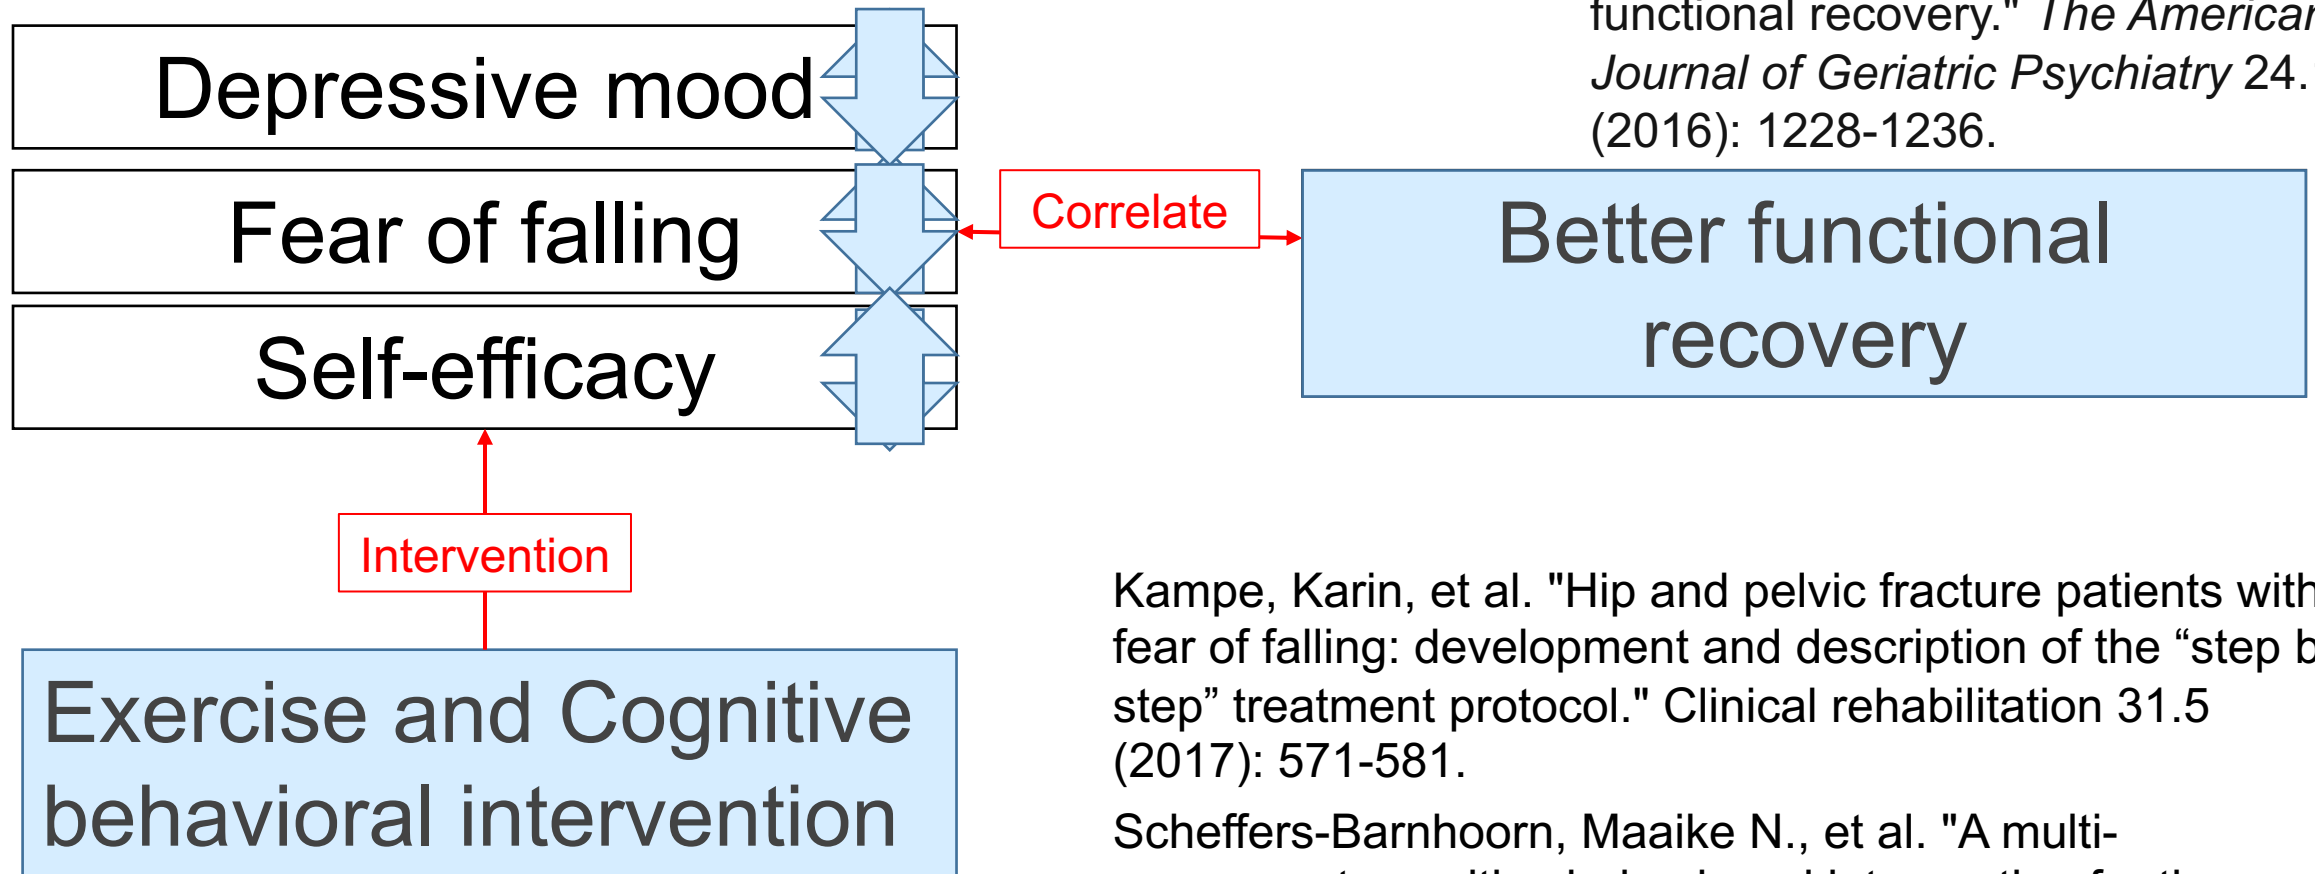 functional recovery." The American
Journal of Geriatric Psychiatry 24.
(2016): 1228-1236.
Depressive mood
Fear of falling
Self-efficacy
Correlate
Better functional
recovery
Intervention
Exercise and Cognitive
behavioral intervention
Kampe, Karin, et al. "Hip and pelvic fracture patients with
fear of falling: development and description of the “step b
step” treatment protocol." Clinical rehabilitation 31.5
(2017): 571-581.
Scheffers-Barnhoorn, Maaike N., et al. "A multi-